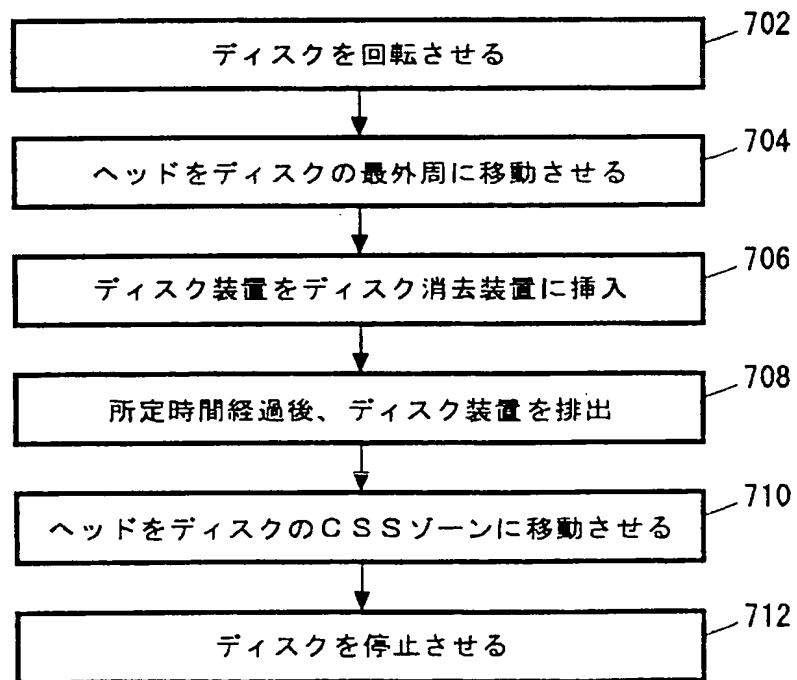 702
ディスクを回転させる
704
ヘッドをディスクの最外周に移動させる
706
ディスク装置をディスク消去装置に挿入
708
所定時間経過後、ディスク装置を排出
710
ヘッドをディスクのCSSゾーンに移動させる
712
ディスクを停止させる